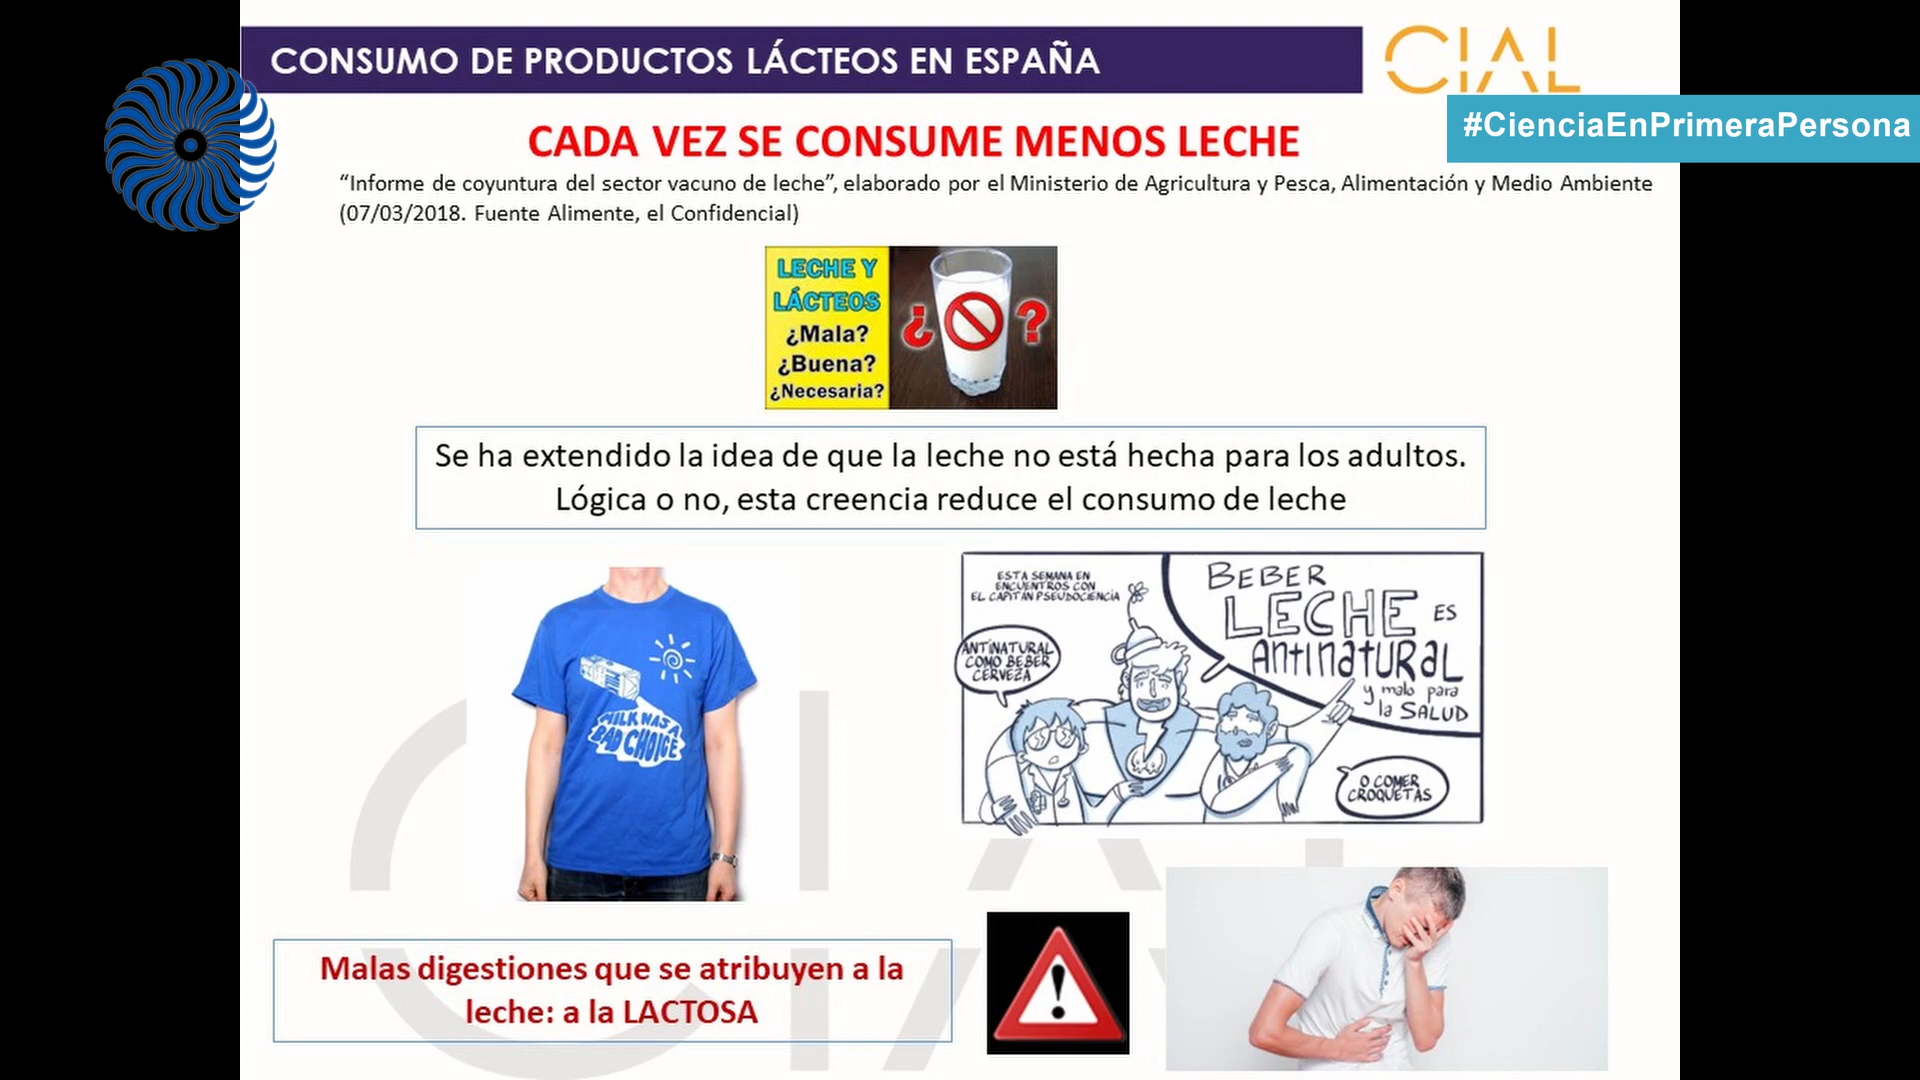 CONSUMO DE PRODUCTOS LÁCTEOS EN ESPAÑA
CIAL
#CienciaEnPrimeraPersona
CADA VEZ SE CONSUME MENOS LECHE
“Informe de coyuntura del sector vacuno de leche”, elaborado por el Ministerio de Agricultura y Pesca, Alimentación y Medio Ambiente
(07/03/2018. Fuente Alimente, el Confidencial)
LECHE Y
LÁCTEOS
¿Mala?
¿Buena?
¿Necesaria?
¿ ?
Se ha extendido la idea de que la leche no está hecha para los adultos.
Lógica o no, esta creencia reduce el consumo de leche
MILK WAS A
BAD CHOICE
ESTA SEMANA EN
ENCUENTROS CON
EL CAPITÁN PSEUDOCIENCIA
BEBER
LECHE ES
ANTINATURAL
y malo para
la SALUD
ANTINATURAL
COMO BEBER
CERVEZA
O COMER
CROQUETAS
Malas digestiones que se atribuyen a la
leche: a la LACTOSA